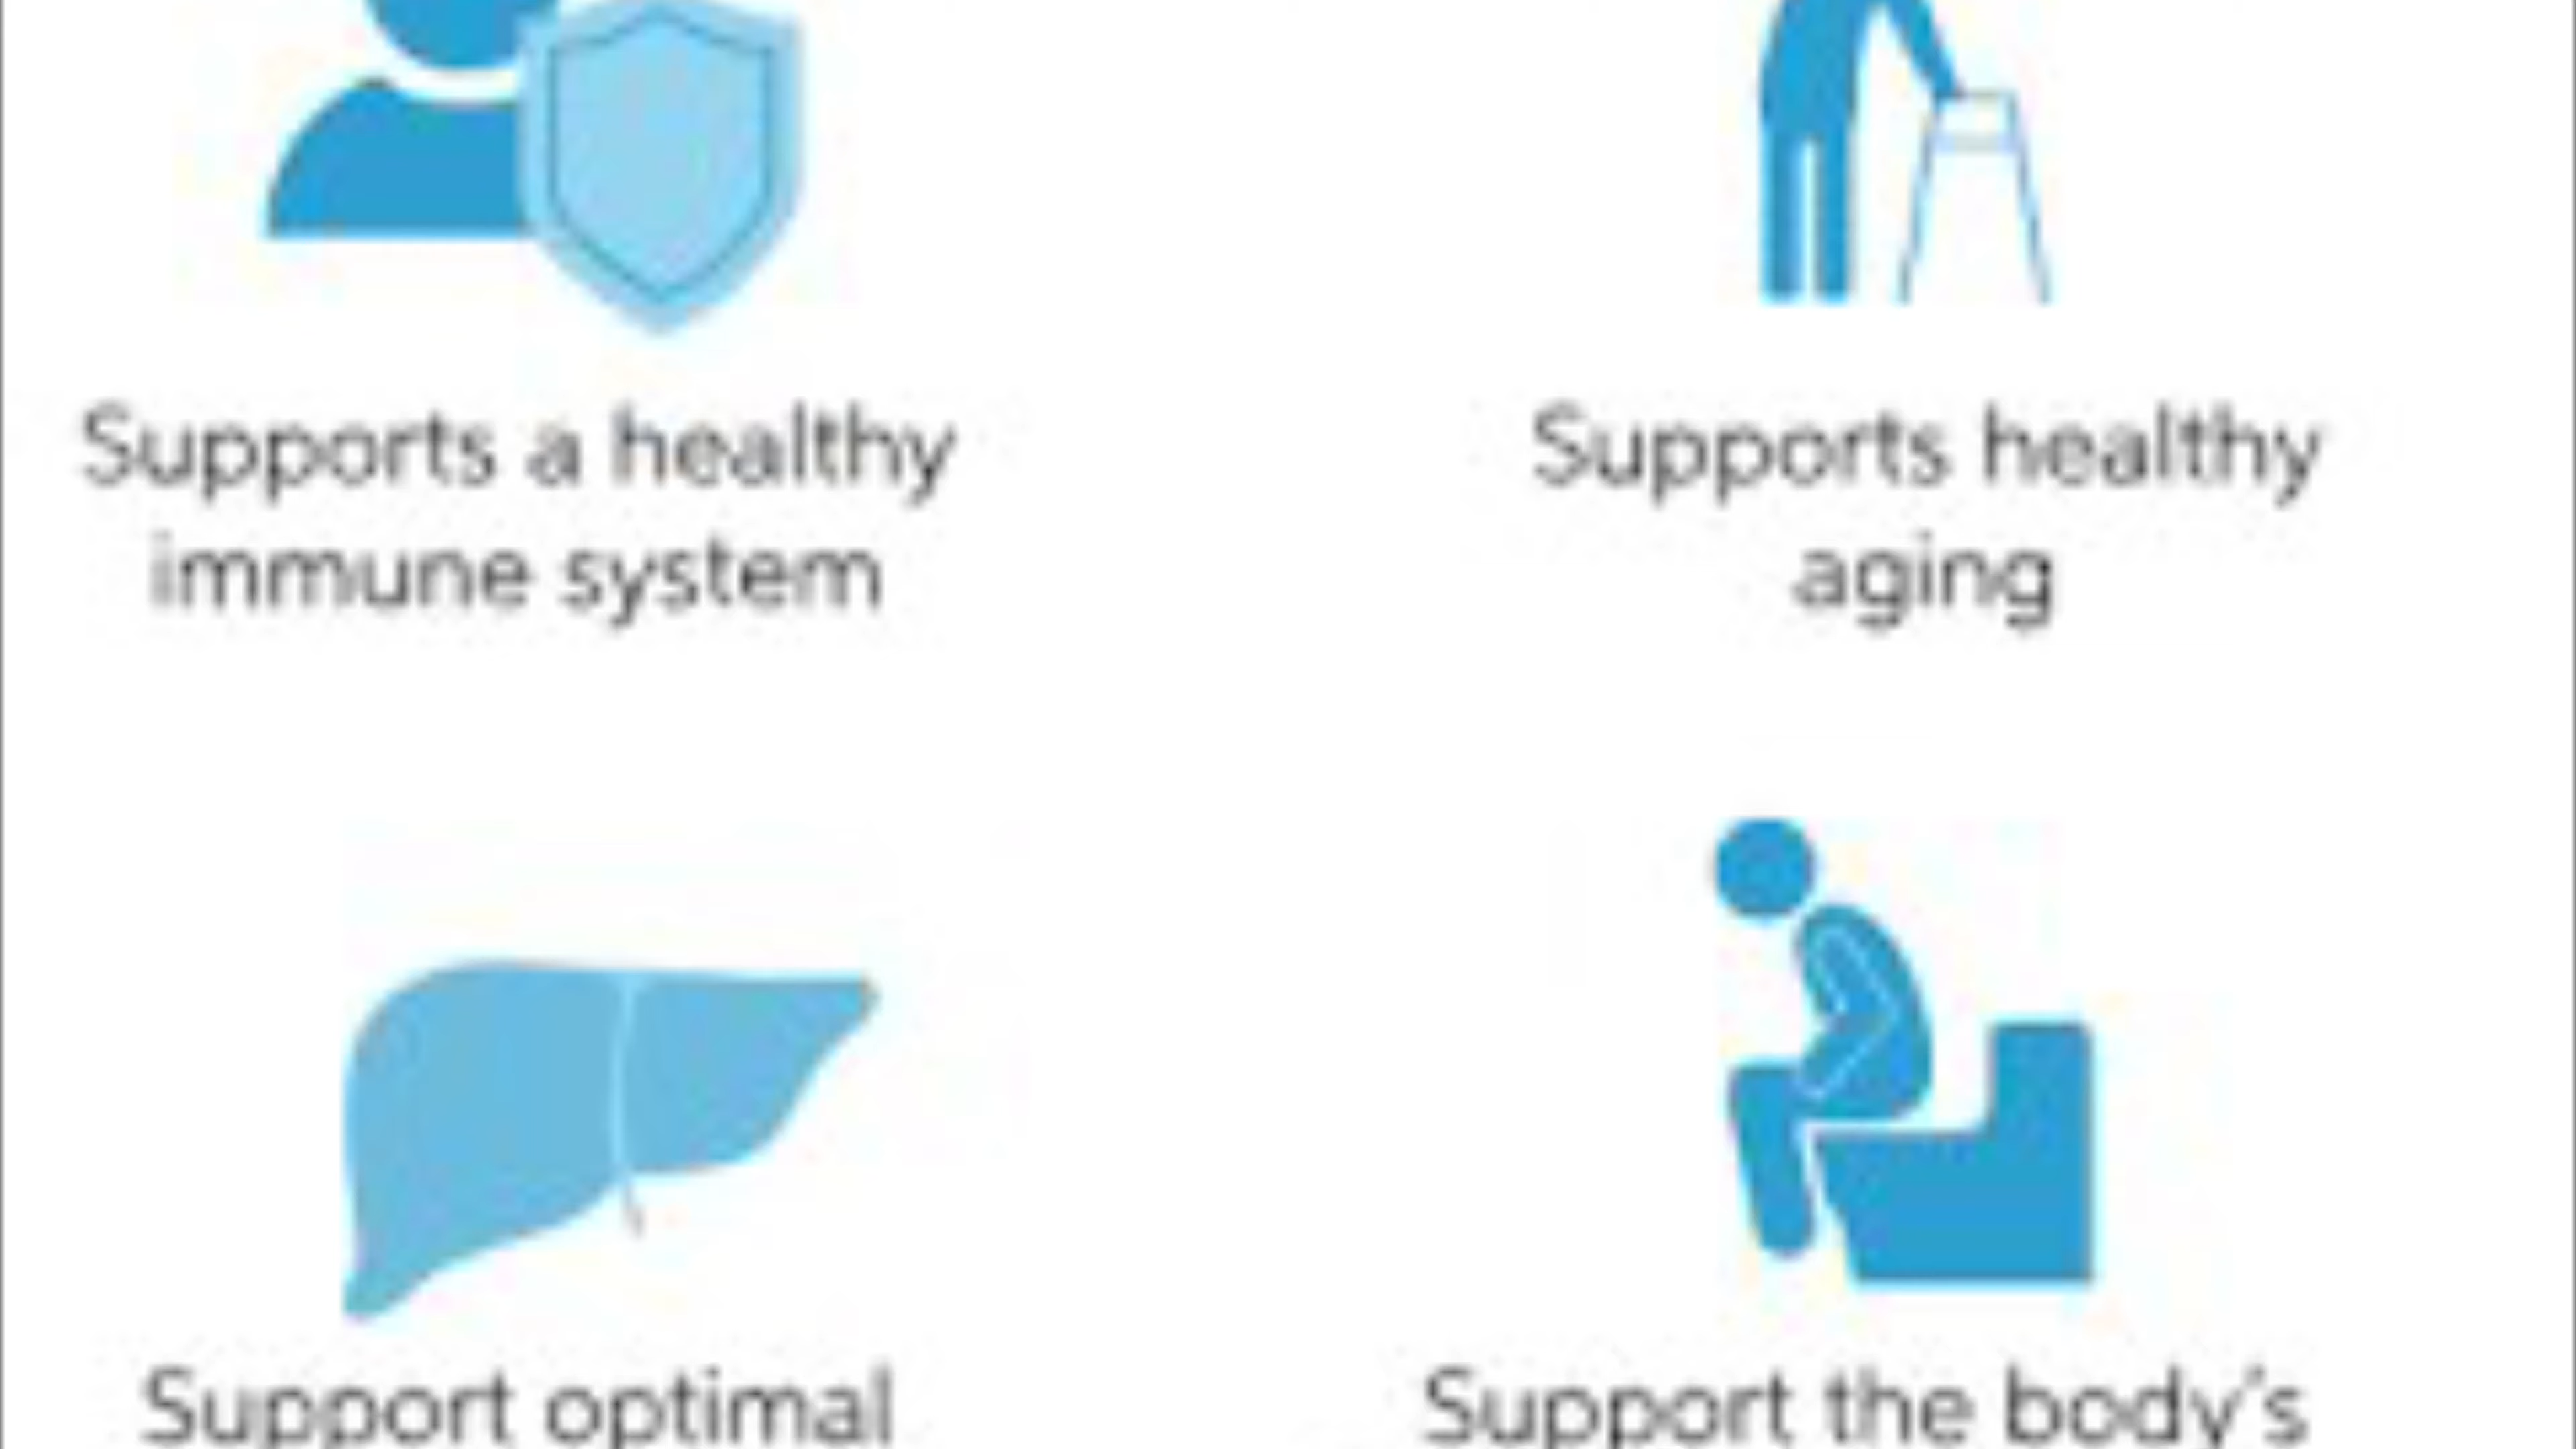 Supports a healthy
immune system
Supports healthy
aging
Support optimal
Support the body's